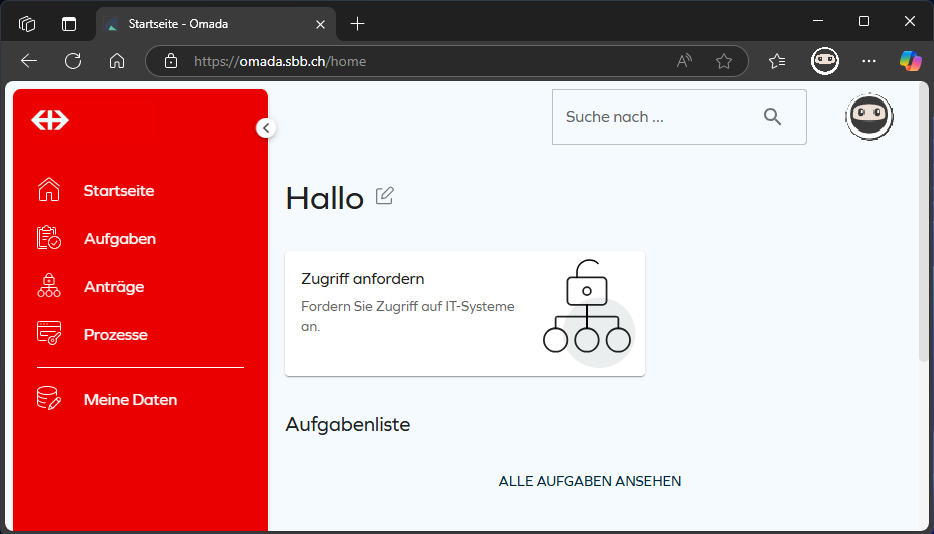 Startseite - Omada
https://omada.sbb.ch/home
Suche nach ...
Startseite
Aufgaben
Anträge
Prozesse
Meine Daten
Hallo
Zugriff anfordern
Fordern Sie Zugriff auf IT-Systeme
an.
Aufgabenliste
ALLE AUFGABEN ANSEHEN